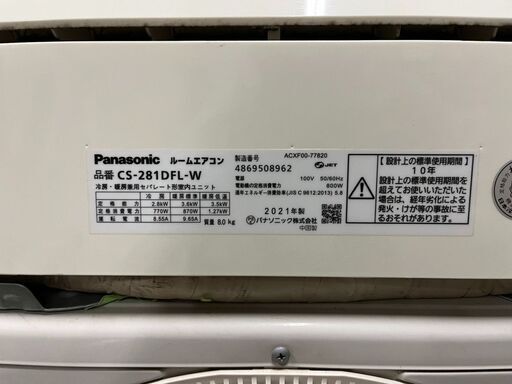 Panasonic ルームエアコン
品番 CS-281DFL-W
冷房・暖房兼用セパレート形室内ユニット
冷 房 暖房標準 暖房低温
定 格 能 力 2.8kW 3.6kW 3.5kW
定格消費電力 770W 870W 1.27kW
運 転 電 流 8.55A 9.65A
質量 8.0kg
ACXF00-77820
製造番号
4869508962
JET
電源 100V 50/60Hz
電動機の定格消費電力 800W
通年エネルギー消費効率(JIS C 9612:2013) 5.8
2021年製
パナソニック株式会社
中国製
【設計上の標準使用期間】
10年
設計上の標準使用期間を
超えてお使いいただいた
場合は、経年劣化による
発火・けが等の事故に至
るおそれがあります。